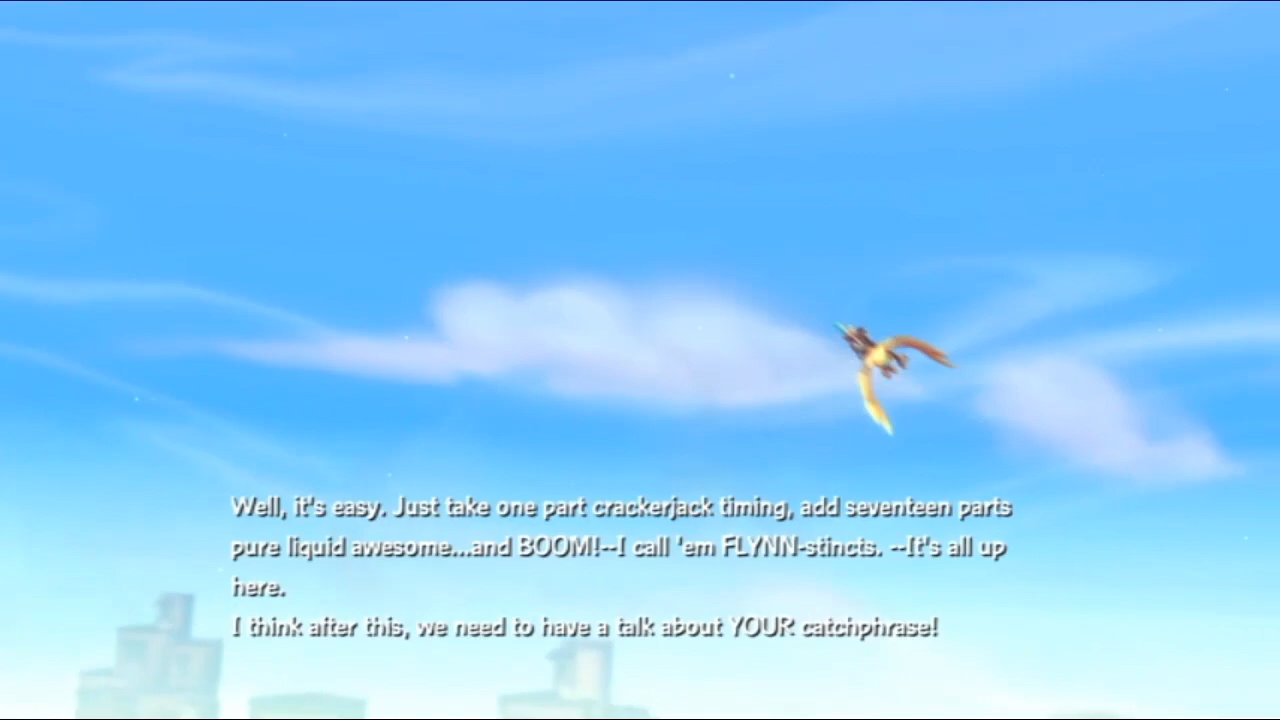 Well, it's easy. Just take one part crackerjack timing, add seventeen parts
pure liquid awesome...and BOOM!--I call 'em FLYNN-stincts. --It's all up
here.
I think after this, we need to have a talk about YOUR catchphrase!